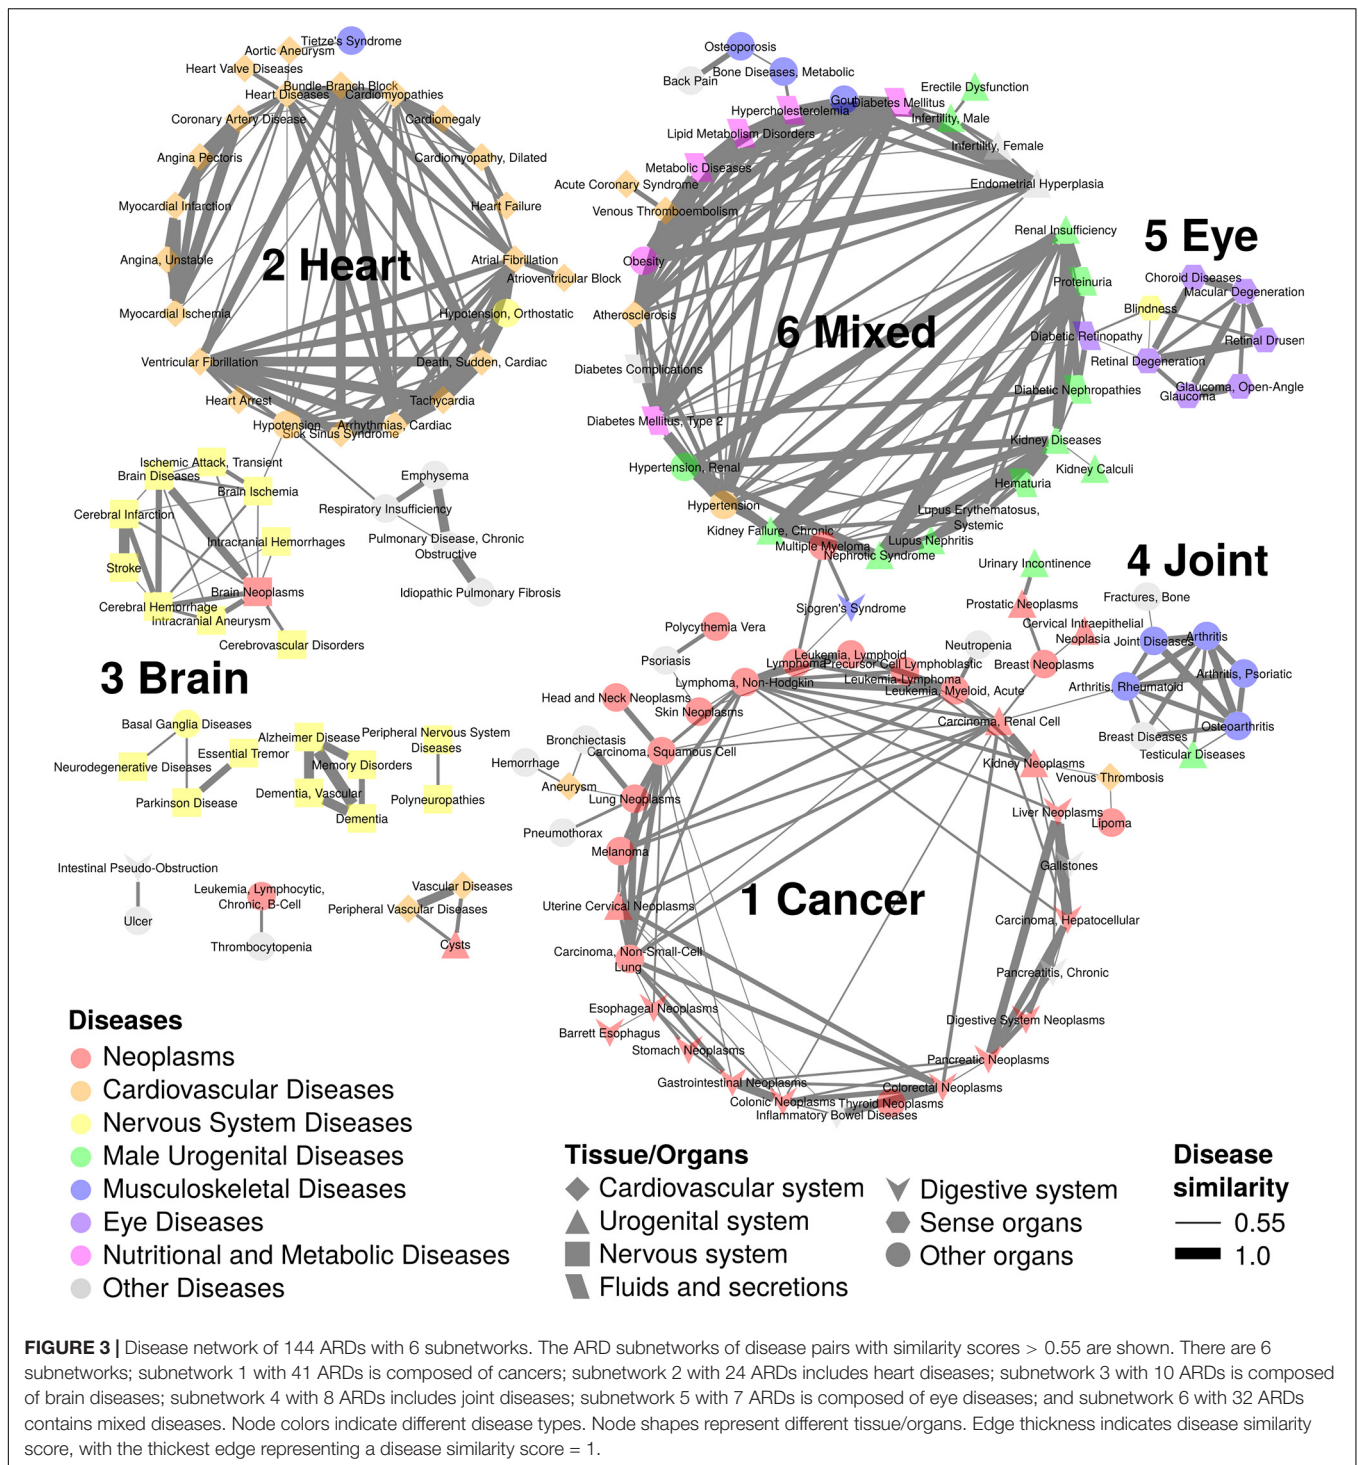 Tietze's Syndrome
Aortic Aneurysm
Heart Valve Diseases
Bundle-Branch Block
Heart Diseases
Cardiomyopathies
Coronary Artery Disease
Cardiomegaly
Angina Pectoris
Cardiomyopathy, Dilated
Myocardial Infarction
Heart Failure
2 Heart
Angina, Unstable
Atrial Fibrillation
Atrioventricular Block
Myocardial Ischemia
Hypotension, Orthostatic
Ventricular Fibrillation
Death, Sudden, Cardiac
Heart Arrest
Tachycardia
Hypotension
Arrhythmias, Cardiac
Sick Sinus Syndrome
Osteoporosis
Back Pain
Bone Diseases, Metabolic
Erectile Dysfunction
Gout
Diabetes Mellitus
Hypercholesterolemia
Infertility, Male
Lipid Metabolism Disorders
Infertility, Female
Metabolic Diseases
Acute Coronary Syndrome
Endometrial Hyperplasia
Venous Thromboembolism
Renal Insufficiency
Obesity
Proteinuria
Atherosclerosis
6 Mixed
Diabetic Retinopathy
Diabetes Complications
Diabetic Nephropathies
Diabetes Mellitus, Type 2
Kidney Diseases
Hypertension, Renal
Kidney Calculi
Hematuria
Hypertension
Lupus Erythematosus,
Systemic
Kidney Failure, Chronic
Lupus Nephritis
Multiple Myeloma
Nephrotic Syndrome
Sjogren's Syndrome
5 Eye
Choroid Diseases
Macular Degeneration
Blindness
Retinal Drusen
Retinal Degeneration
Glaucoma, Open-Angle
Glaucoma
Ischemic Attack, Transient
Brain Diseases
Brain Ischemia
Cerebral Infarction
Intracranial Hemorrhages
Stroke
Brain Neoplasms
Cerebral Hemorrhage
Intracranial Aneurysm
Cerebrovascular Disorders
Emphysema
Respiratory Insufficiency
Pulmonary Disease, Chronic
Obstructive
Idiopathic Pulmonary Fibrosis
3 Brain
Basal Ganglia Diseases
Essential Tremor
Neurodegenerative Diseases
Parkinson Disease
Alzheimer Disease
Memory Disorders
Dementia, Vascular
Dementia
Peripheral Nervous System
Diseases
Polyneuropathies
Intestinal Pseudo-Obstruction
Ulcer
Leukemia, Lymphocytic,
Chronic, B-Cell
Thrombocytopenia
Vascular Diseases
Peripheral Vascular Diseases
Cysts
4 Joint
Fractures, Bone
Joint Diseases
Arthritis
Arthritis, Psoriatic
Arthritis, Rheumatoid
Osteoarthritis
Breast Diseases
Testicular Diseases
Urinary Incontinence
Prostatic Neoplasms
Cervical Intraepithelial
Neoplasia
Breast Neoplasms
Polycythemia Vera
Psoriasis
Neutropenia
Leukemia, Lymphoid
Lymphoma
Precursor Cell Lymphoblastic
Leukemia-Lymphoma
Lymphoma, Non-Hodgkin
Leukemia, Myeloid, Acute
Head and Neck Neoplasms
Skin Neoplasms
Carcinoma, Renal Cell
Bronchiectasis
Carcinoma, Squamous Cell
Hemorrhage
Kidney Neoplasms
Venous Thrombosis
Aneurysm
Lung Neoplasms
Liver Neoplasms
Lipoma
Pneumothorax
Melanoma
Gallstones
1 Cancer
Uterine Cervical Neoplasms
Carcinoma, Hepatocellular
Carcinoma, Non-Small-Cell
Lung
Pancreatitis, Chronic
Esophageal Neoplasms
Digestive System Neoplasms
Barrett Esophagus
Stomach Neoplasms
Pancreatic Neoplasms
Gastrointestinal Neoplasms
Colorectal Neoplasms
Colonic Neoplasms
Thyroid Neoplasms
Inflammatory Bowel Diseases
Diseases
Neoplasms
Cardiovascular Diseases
Nervous System Diseases
Male Urogenital Diseases
Musculoskeletal Diseases
Eye Diseases
Nutritional and Metabolic Diseases
Other Diseases
Tissue/Organs
Cardiovascular system
Urogenital system
Nervous system
Fluids and secretions
Digestive system
Sense organs
Other organs
Disease
similarity
0.55
1.0
FIGURE 3 | Disease network of 144 ARDs with 6 subnetworks. The ARD subnetworks of disease pairs with similarity scores > 0.55 are shown. There are 6
subnetworks; subnetwork 1 with 41 ARDs is composed of cancers; subnetwork 2 with 24 ARDs includes heart diseases; subnetwork 3 with 10 ARDs is composed
of brain diseases; subnetwork 4 with 8 ARDs includes joint diseases; subnetwork 5 with 7 ARDs is composed of eye diseases; and subnetwork 6 with 32 ARDs
contains mixed diseases. Node colors indicate different disease types. Node shapes represent different tissue/organs. Edge thickness indicates disease similarity
score, with the thickest edge representing a disease similarity score = 1.